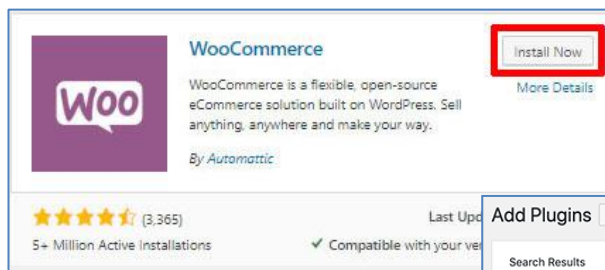 WooCommerce
Install Now
WooCommerce is a flexible, open-source
eCommerce solution built on WordPress. Sell
anything, anywhere and make your way.
More Details
By Automattic
Woo
(3,365)
Last Upd
5+ Million Active Installations
✓ Compatible with your ve
Add Plugins
Search Results